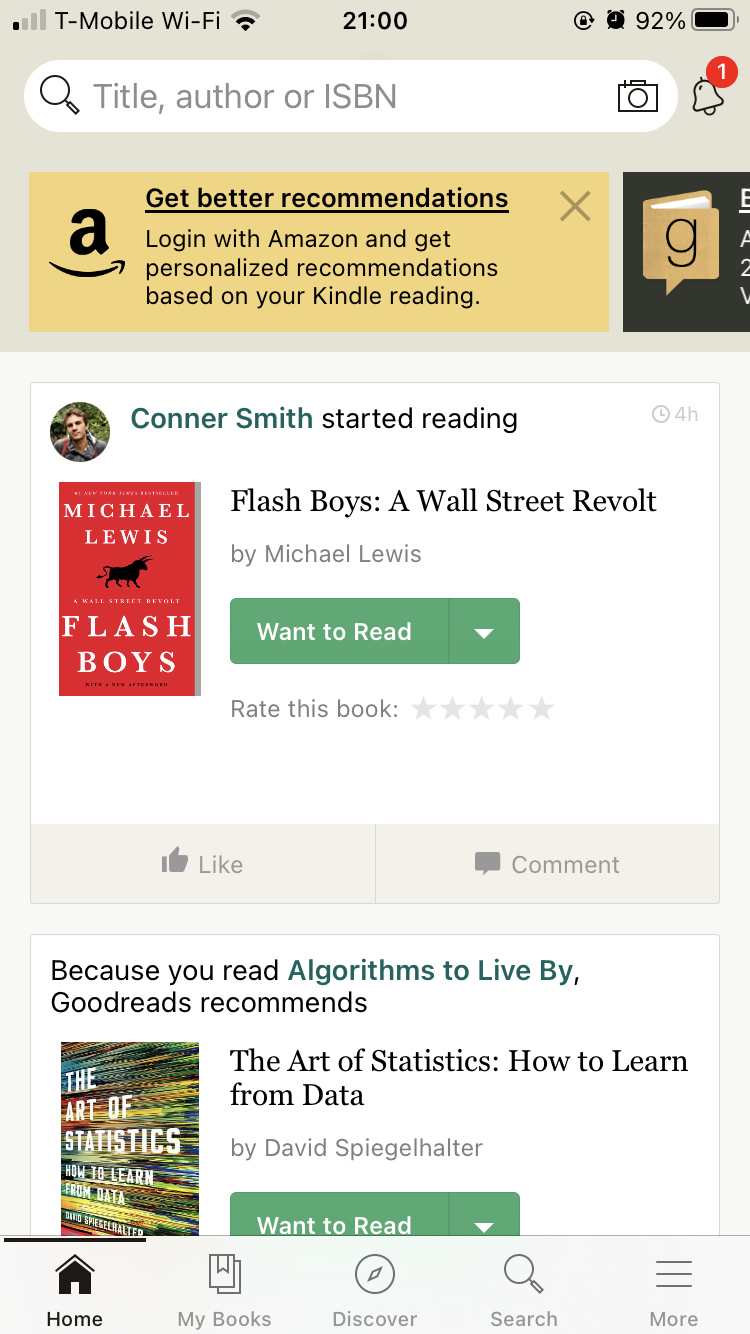 T-Mobile Wi-Fi 21:00 92%
Title, author or ISBN
1
Get better recommendations
Login with Amazon and get
personalized recommendations
based on your Kindle reading.
a
g
Conner Smith started reading
4h
#1 NEW YORK TIMES BESTSELLER
MICHAEL
LEWIS
A WALL STREET REVOLT
FLASH
BOYS
WITH A NEW AFTERWORD
Flash Boys: A Wall Street Revolt
by Michael Lewis
Want to Read
Rate this book:
Like
Comment
Because you read Algorithms to Live By,
Goodreads recommends
THE
ART OF
STATISTICS
HOW TO LEARN
FROM DATA
DAVID SPIEGELHALTER
The Art of Statistics: How to Learn
from Data
by David Spiegelhalter
Want to Read
Home My Books Discover Search More